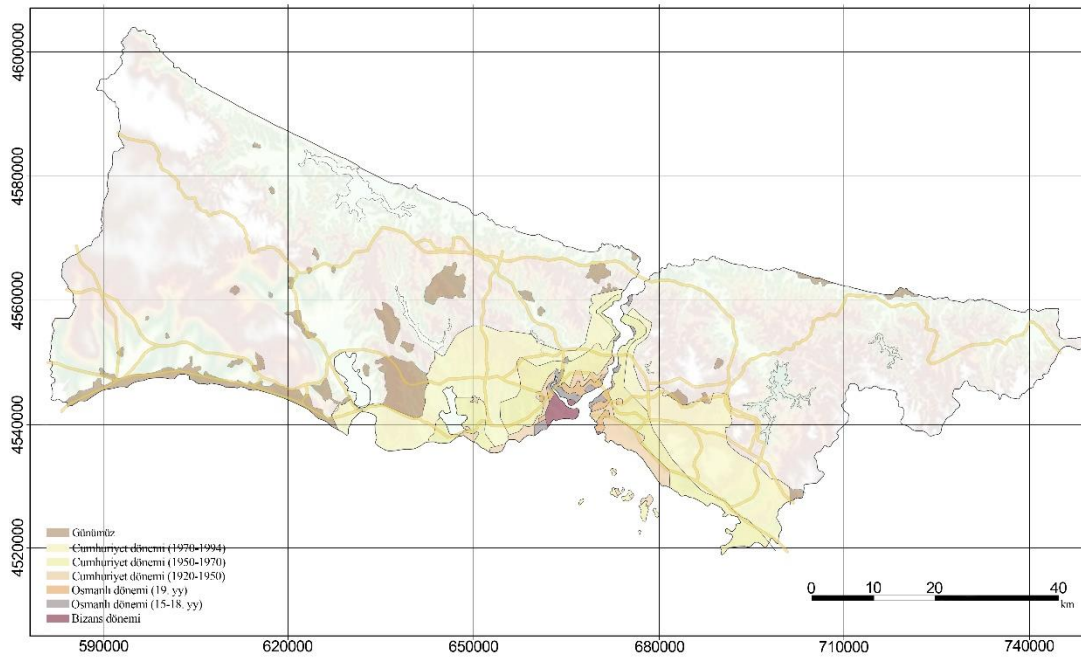 4600000
4580000
4560000
4540000
4520000
Günümüz
Cumhuriyet dönemi (1970-1994)
Cumhuriyet dönemi (1950-1970)
Cumhuriyet dönemi (1920-1950)
Osmanlı dönemi (19. yy)
Osmanlı dönemi (15-18. yy)
Bizans dönemi
0 10 20 40
km
590000 620000 650000 680000 710000 740000